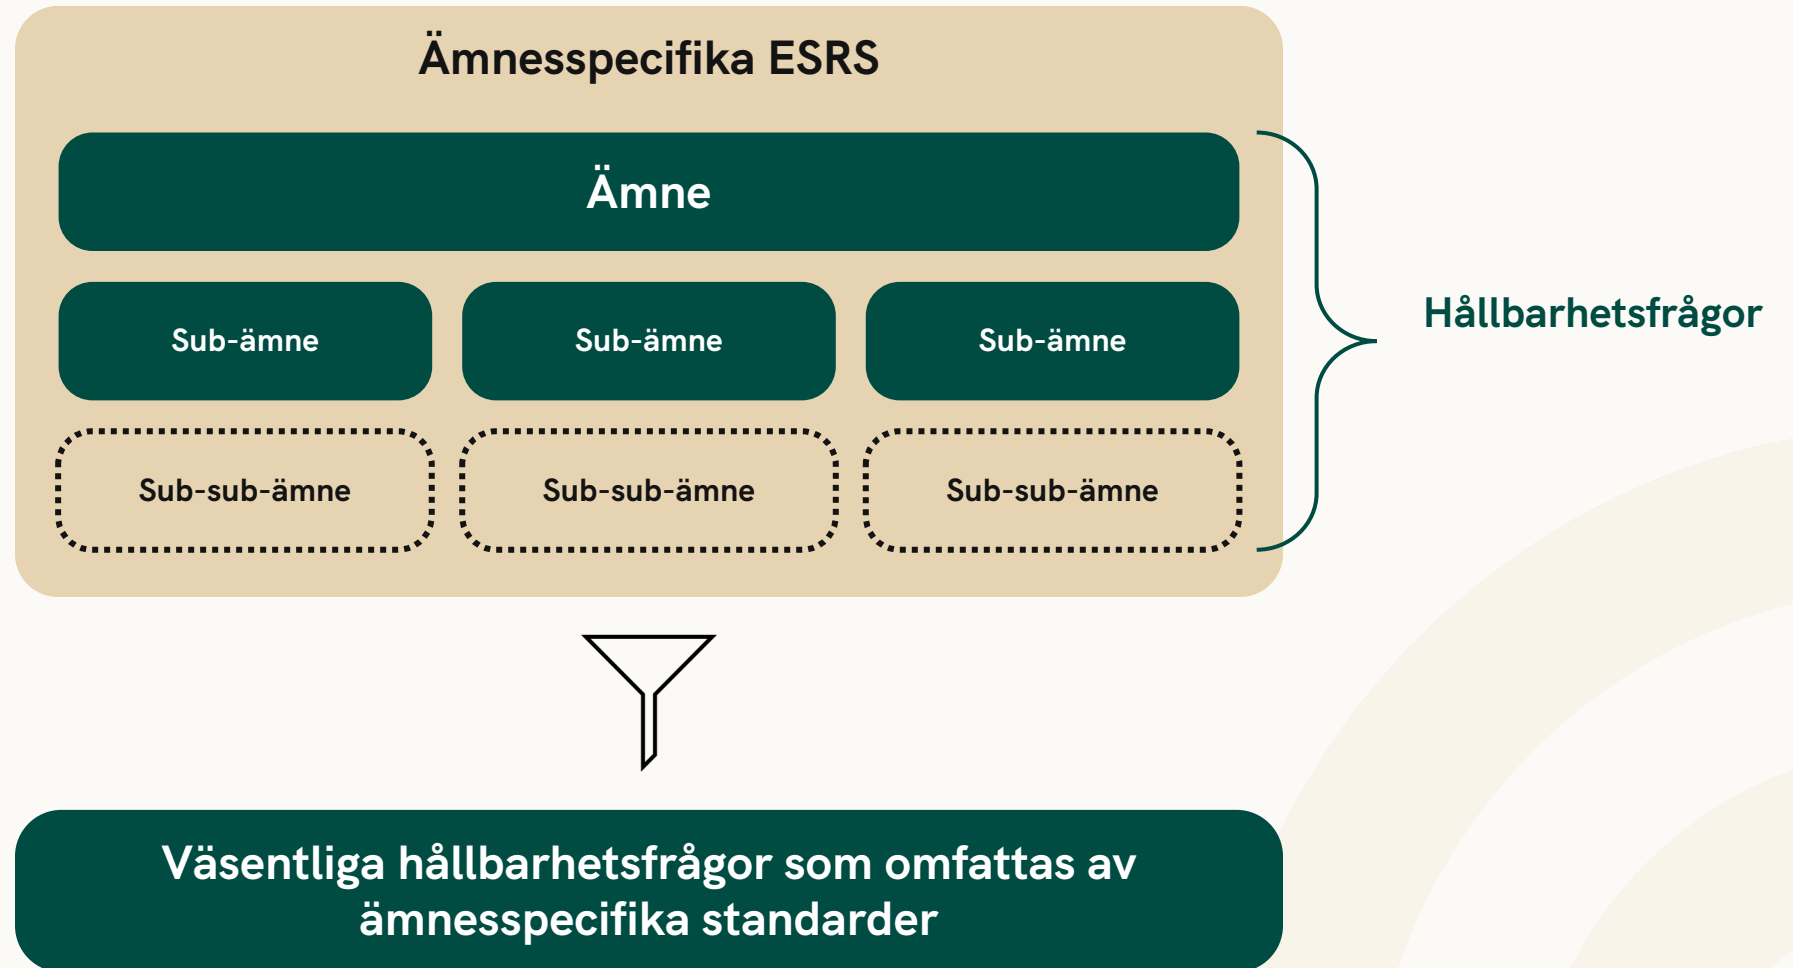 Ämnesspecifika ESRS
Ämne
Sub-ämne
Sub-ämne
Sub-ämne
Sub-sub-ämne
Sub-sub-ämne
Sub-sub-ämne
Hållbarhetsfrågor
Väsentliga hållbarhetsfrågor som omfattas av
ämnesspecifika standarder